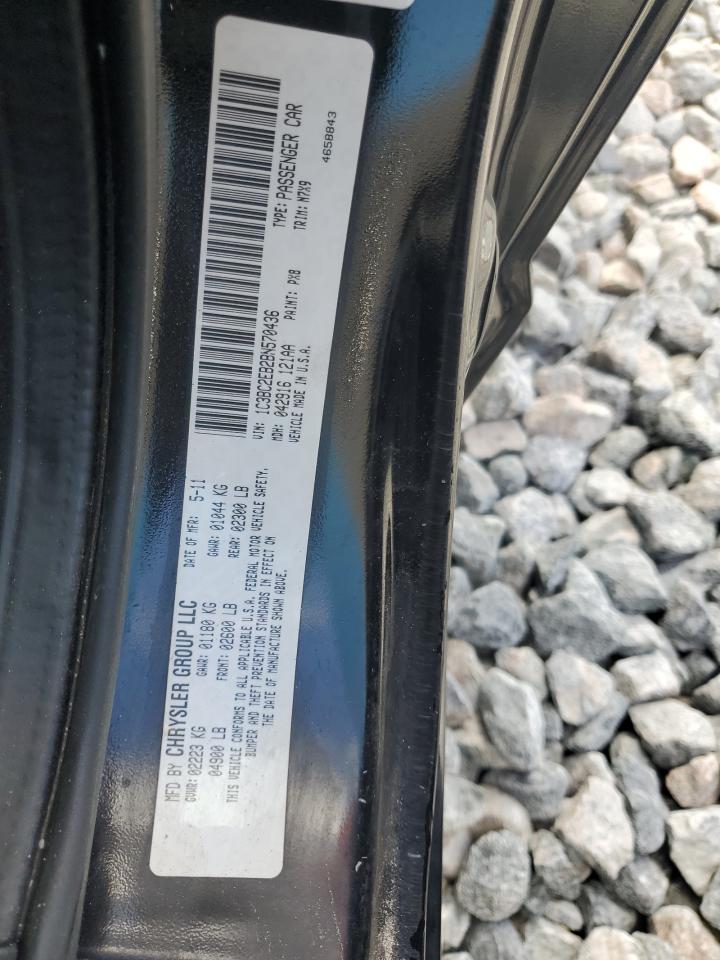 MFD BY CHRYSLER GROUP LLC DATE OF MFR: 5-11
GVWR: 02223 KG GAWR: 01180 KG GAWR: 01044 KG
04900 LB FRONT: 02600 LB REAR: 02300 LB
THIS VEHICLE CONFORMS TO ALL APPLICABLE U.S.A. FEDERAL MOTOR VEHICLE SAFETY,
BUMPER AND THEFT PREVENTION STANDARDS IN EFFECT ON
THE DATE OF MANUFACTURE SHOWN ABOVE.
VIN: 1C3BC2EB2BN570436 TYPE: PASSENGER CAR
MDH: 042916 121AA PAINT: PX8 TRIM: N7X9
VEHICLE MADE IN U.S.A.
4658843